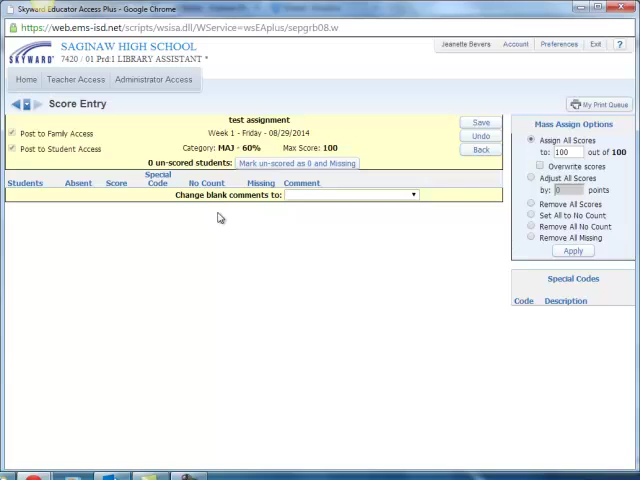 Skyward Educator Access Plus - Google Chrome
https://web.ems-isd.net/scripts/wsisa.dll/WService=wsEAplus/sepgrb08.w
SKYWARD
SAGINAW HIGH SCHOOL
7420 / 01 Prd:1 LIBRARY ASSISTANT *
Jeanette Bevers Account Preferences Exit ?
Home Teacher Access Administrator Access
Score Entry
My Print Queue
test assignment
Post to Family Access
Week 1 - Friday - 08/29/2014
Post to Student Access
Category: MAJ - 60% Max Score: 100
0 un-scored students: Mark un-scored as 0 and Missing
Save
Undo
Back
Students Absent Score Special Code No Count Missing Comment
Change blank comments to:
Mass Assign Options
Assign All Scores
to: 100 out of 100
Overwrite scores
Adjust All Scores
by: 0 points
Remove All Scores
Set All to No Count
Remove All No Count
Remove All Missing
Apply
Special Codes
Code Description